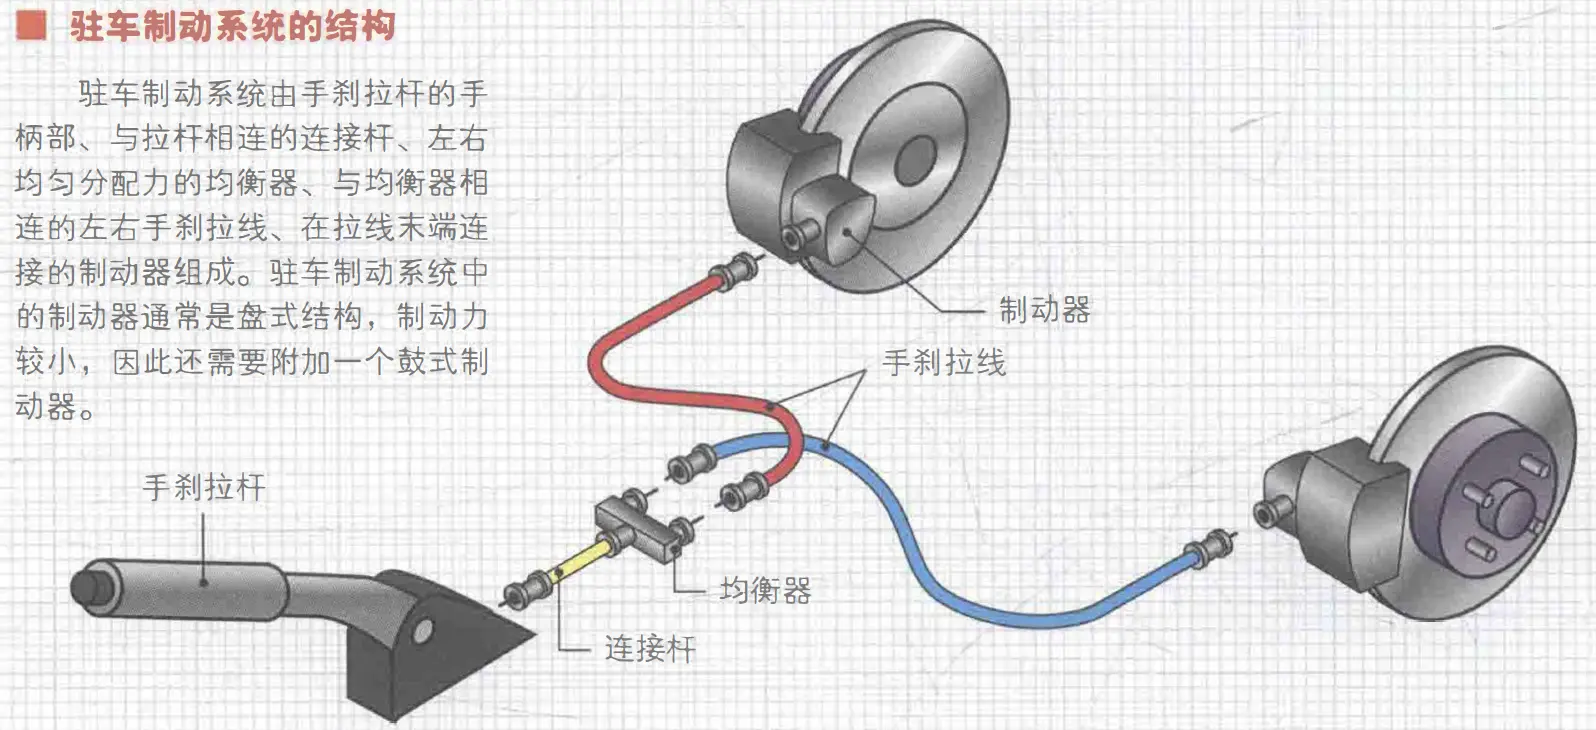 驻车制动系统的结构
驻车制动系统由手刹拉杆的手
柄部、与拉杆相连的连接杆、左右
均匀分配力的均衡器、与均衡器相
连的左右手刹拉线、在拉线末端连
接的制动器组成。驻车制动系统中
的制动器通常是盘式结构，制动力
较小，因此还需要附加一个鼓式制
动器。
制动器
手刹拉线
手刹拉杆
均衡器
连接杆